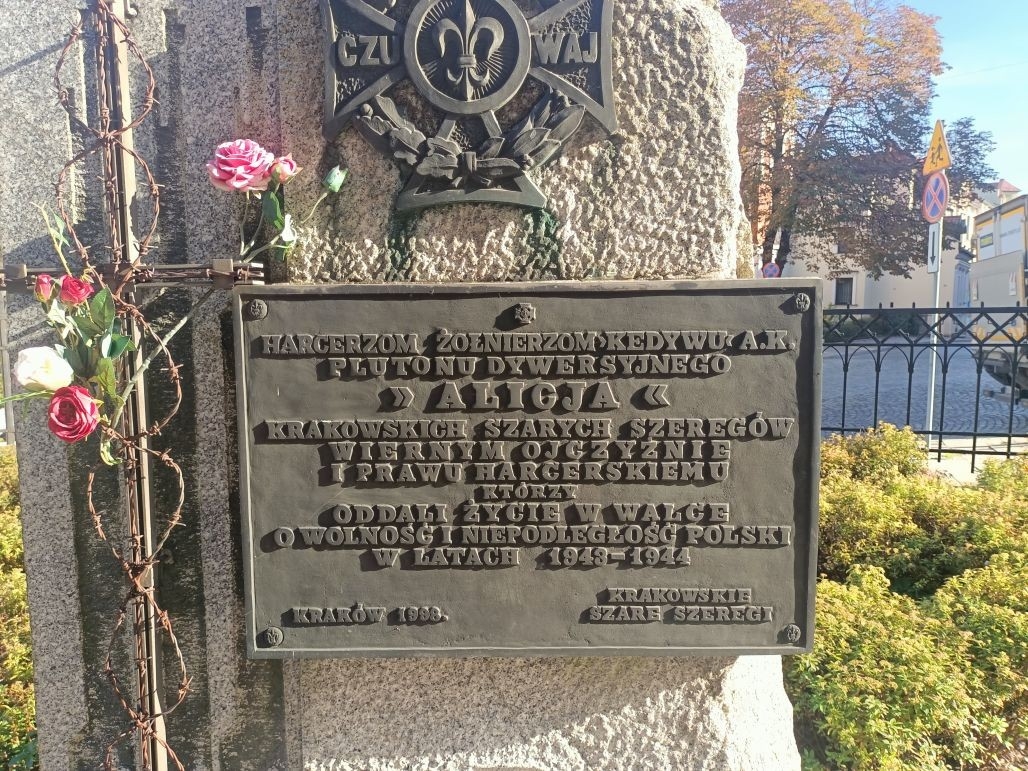 CZU WAJ
HARCERZOM ŻOŁNIERZOM KEDYWU A.K.
PLUTONU DYWERSYJNEGO
» ALICJA «
KRAKOWSKICH SZARYCH SZEREGÓW
WIERNYM OJCZYŹNIE
I PRAWU HARCERSKIEMU
KTÓRZY
ODDALI ŻYCIE W WALCE
O WOLNOŚĆ I NIEPODLEGŁOŚĆ POLSKI
W LATACH 1943-1944
KRAKÓW 1993.
KRAKOWSKIE
SZARE SZEREGI